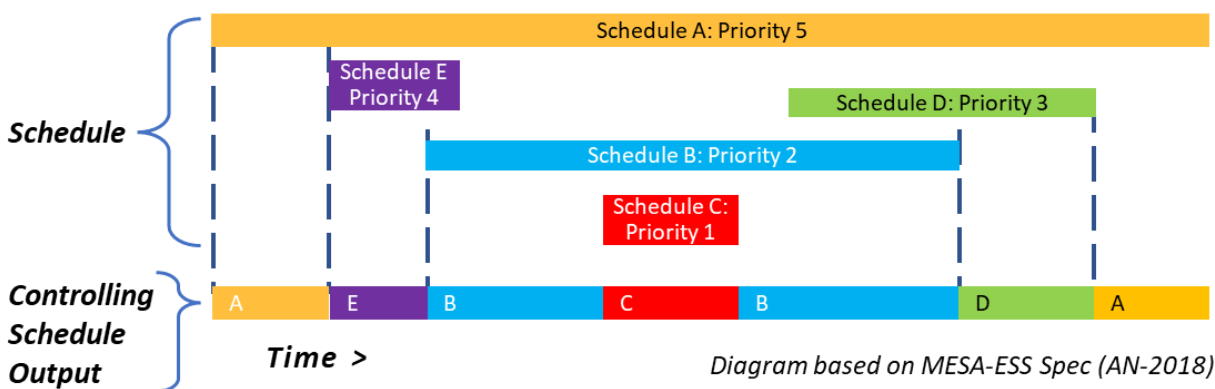 Schedule A: Priority 5
Schedule E
Priority 4
Schedule D: Priority 3
Schedule
Schedule B: Priority 2
Schedule C:
Priority 1
Controlling
Schedule
Output
A
E
B
C
B
D
A
Time >
Diagram based on MESA-ESS Spec (AN-2018)